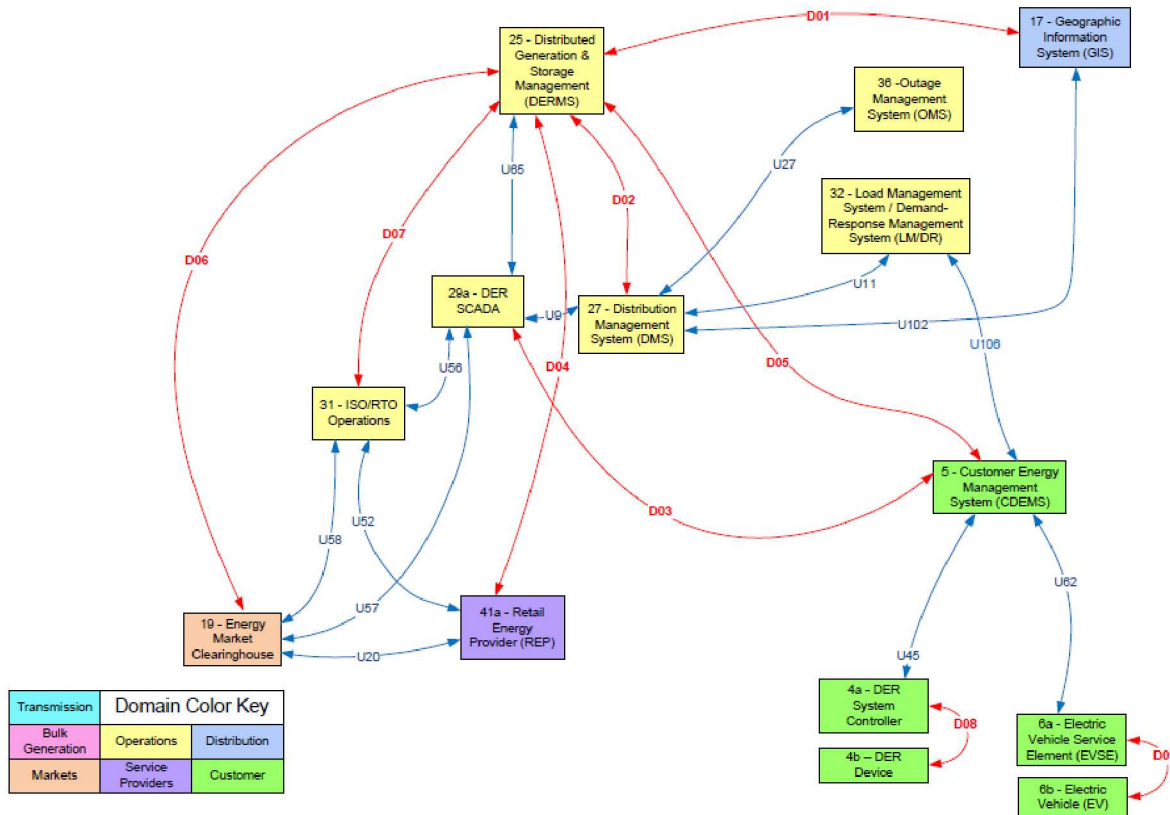 D01
25 - Distributed
Generation &
Storage
Management
(DERMS)
17 - Geographic
Information
System (GIS)
36 -Outage
Management
System (OMS)
U27
U65
D02
32 - Load Management
System / Demand-
Response Management
System (LM/DR)
D07
D06
29a - DER
SCADA
U9
27 - Distribution
Management
System (DMS)
U11
U102
U106
D05
D04
U56
31 - ISO/RTO
Operations
5 - Customer Energy
Management
System (CDEMS)
D03
U52
U58
U57
U62
19 - Energy
Market
Clearinghouse
41a - Retail
Energy
Provider (REP)
U20
U45
4a - DER
System
Controller
D08
4b – DER
Device
6a - Electric
Vehicle Service
Element (EVSE)
D0
6b - Electric
Vehicle (EV)
Transmission
Domain Color Key
Bulk
Generation
Operations
Distribution
Markets
Service
Providers
Customer